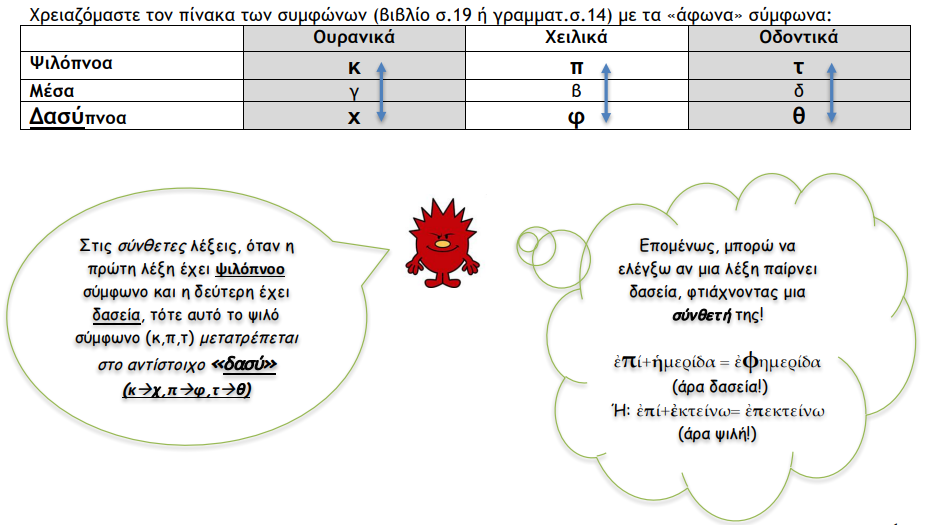 Χρειαζόμαστε τον πίνακα των συμφώνων (βιβλίο σ.19 ή γραμματ.σ.14) με τα «άφωνα» σύμφωνα:
Ουρανικά Χειλικά Οδοντικά
Ψιλόπνοα κ π τ
Μέσα γ β δ
Δασύπνοα χ φ θ
Στις σύνθετες λέξεις, όταν η
πρώτη λέξη έχει ψιλόπνοο
σύμφωνο και η δεύτερη έχει
δασεία, τότε αυτό το ψιλό
σύμφωνο (κ,π,τ) μετατρέπεται
στο αντίστοιχο «δασύ»
(κ→χ,π→φ,τ→θ)
Επομένως, μπορώ να
ελέγξω αν μια λέξη παίρνει
δασεία, φτιάχνοντας μια
σύνθετή της!
ἐπί+ἡμερίδα = ἐφημερίδα
(άρα δασεία!)
Ή: ἐπί+ἐκτείνω= ἐπεκτείνω
(άρα ψιλή!)